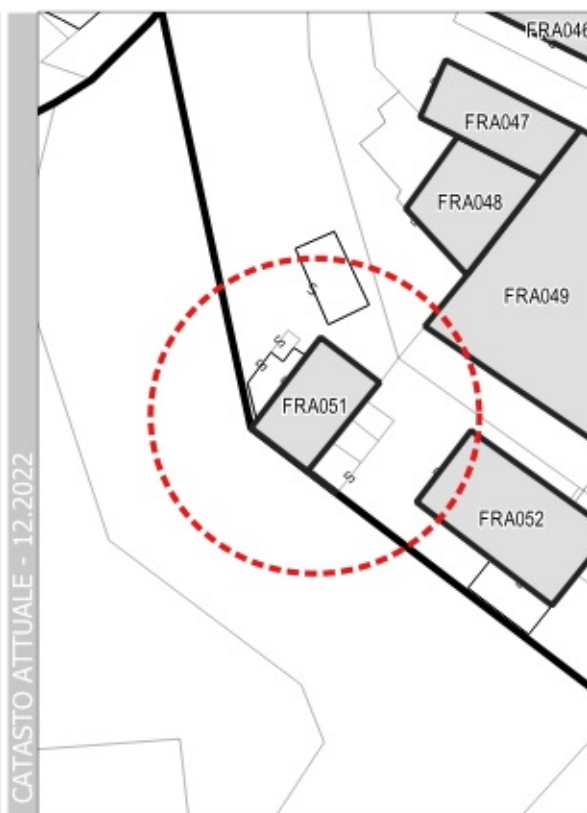 CATASTO ATTUALE - 12.2022
FRA046
FRA047
FRA048
FRA049
S
S
FRA051
S
FRA052